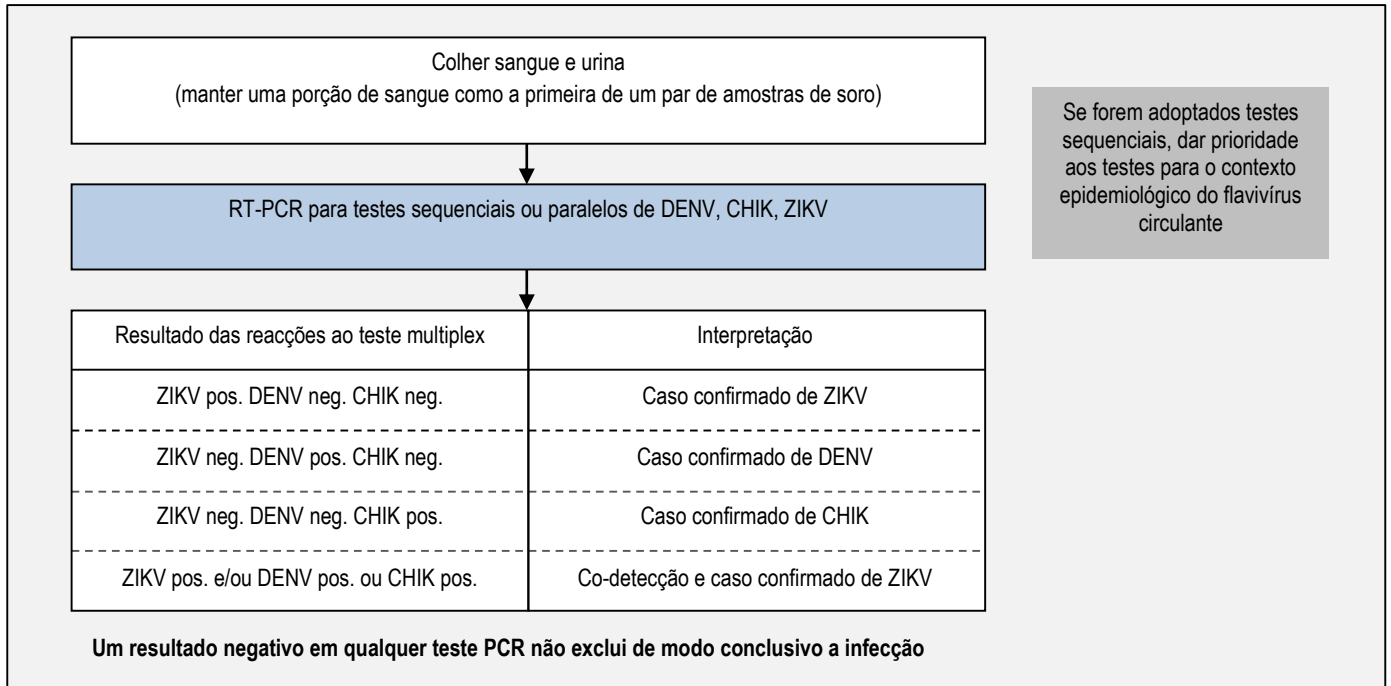 Colher sangue e urina
(manter uma porção de sangue como a primeira de um par de amostras de soro)
Se forem adoptados testes
sequenciais, dar prioridade
aos testes para o contexto
epidemiológico do flavivírus
circulante
RT-PCR para testes sequenciais ou paralelos de DENV, CHIK, ZIKV
Resultado das reacções ao teste multiplex
Interpretação
ZIKV pos. DENV neg. CHIK neg.
Caso confirmado de ZIKV
ZIKV neg. DENV pos. CHIK neg.
Caso confirmado de DENV
ZIKV neg. DENV neg. CHIK pos.
Caso confirmado de CHIK
ZIKV pos. e/ou DENV pos. ou CHIK pos.
Co-detecção e caso confirmado de ZIKV
Um resultado negativo em qualquer teste PCR não exclui de modo conclusivo a infecção